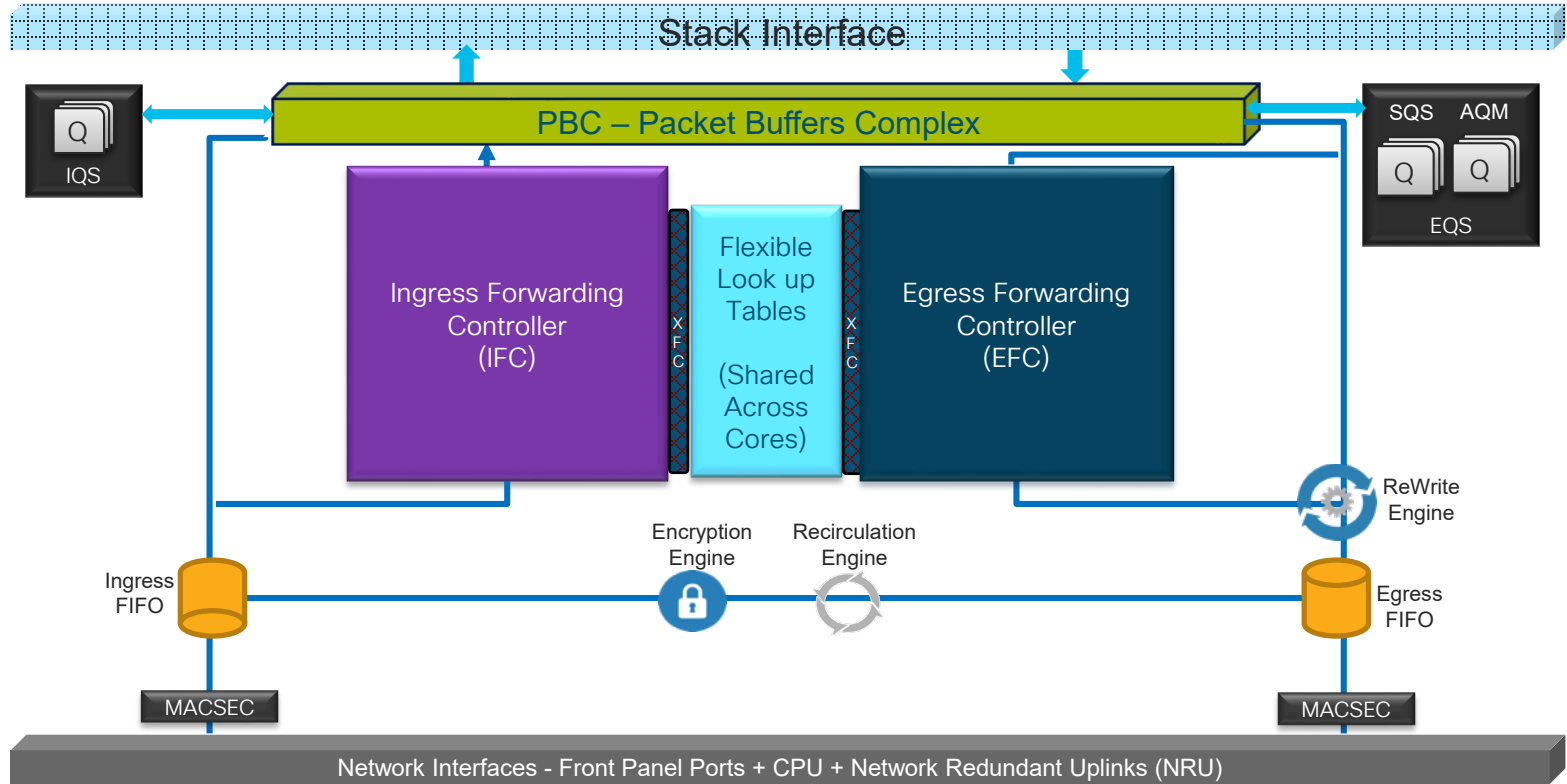 Stack Interface
PBC – Packet Buffers Complex
Q
IQS
SQS AQM
Q Q
EQS
Ingress Forwarding
Controller
(IFC)
X
F
C
Flexible
Look up
Tables
(Shared
Across
Cores)
X
F
C
Egress Forwarding
Controller
(EFC)
ReWrite
Engine
Encryption
Engine
Recirculation
Engine
Ingress
FIFO
Egress
FIFO
MACSEC
MACSEC
Network Interfaces - Front Panel Ports + CPU + Network Redundant Uplinks (NRU)